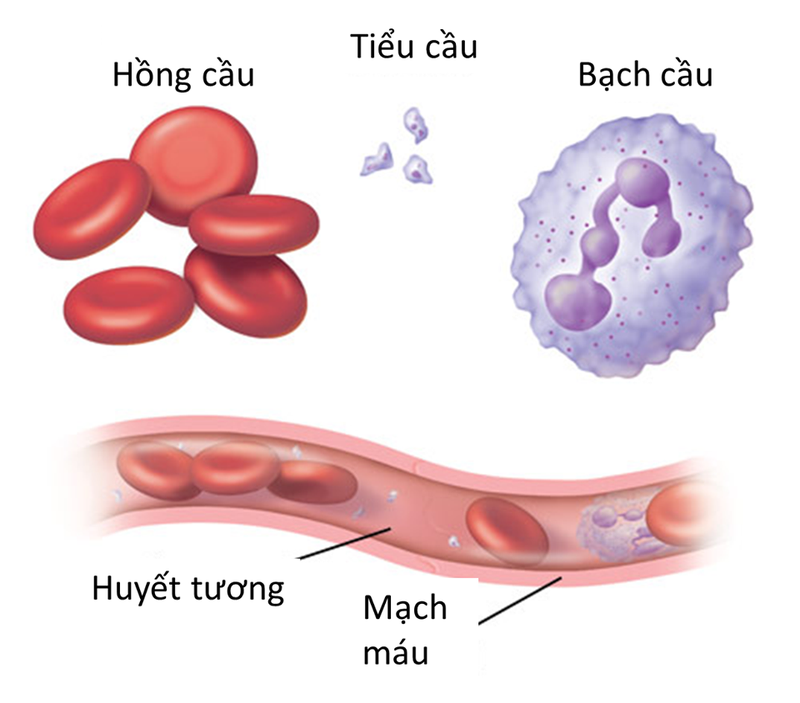 Tiểu cầu
Hồng cầu
Bạch cầu
Huyết tương
Mạch
máu